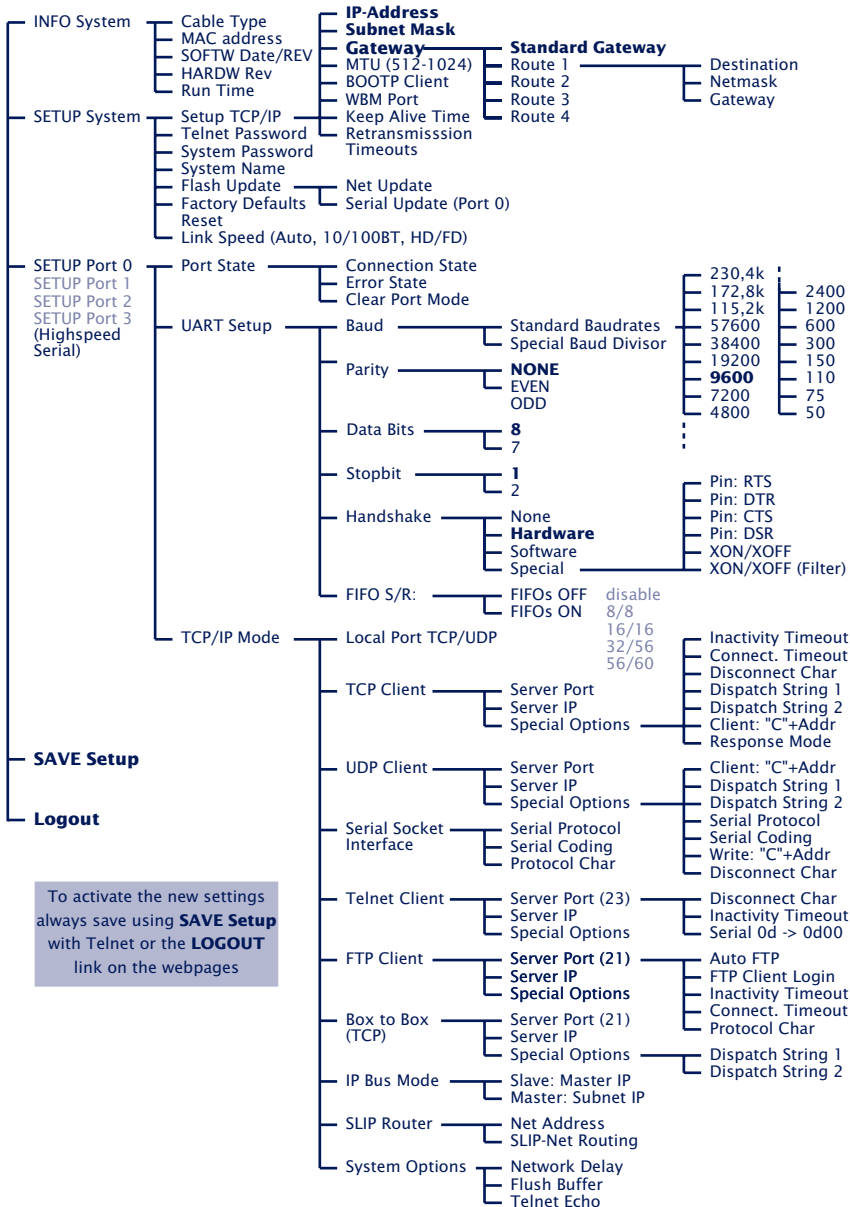 INFO System
Cable Type
MAC address
SOFTW Date/REV
HARDW Rev
Run Time
SETUP System
Setup TCP/IP
IP-Address
Subnet Mask
Gateway
Standard Gateway
Route 1
Destination
Netmask
Gateway
Route 2
Route 3
Route 4
MTU (512-1024)
BOOTP Client
WBM Port
Keep Alive Time
Retransmisssion
Timeouts
Telnet Password
System Password
System Name
Flash Update
Net Update
Serial Update (Port 0)
Factory Defaults
Reset
Link Speed (Auto, 10/100BT, HD/FD)
SETUP Port 0
SETUP Port 1
SETUP Port 2
SETUP Port 3
(Highspeed
Serial)
Port State
Connection State
Error State
Clear Port Mode
UART Setup
Baud
Standard Baudrates
230,4k
172,8k
115,2k
57600
38400
19200
9600
7200
4800
2400
1200
600
300
150
110
75
50
Special Baud Divisor
Parity
NONE
EVEN
ODD
Data Bits
8
7
Stopbit
1
2
Handshake
None
Hardware
Software
Special
Pin: RTS
Pin: DTR
Pin: CTS
Pin: DSR
XON/XOFF
XON/XOFF (Filter)
FIFO S/R:
FIFOs OFF
FIFOs ON
disable
8/8
16/16
32/56
56/60
TCP/IP Mode
Local Port TCP/UDP
TCP Client
Server Port
Server IP
Special Options
Inactivity Timeout
Connect. Timeout
Disconnect Char
Dispatch String 1
Dispatch String 2
Client: "C"+Addr
Response Mode
UDP Client
Server Port
Server IP
Special Options
Client: "C"+Addr
Dispatch String 1
Dispatch String 2
Serial Protocol
Serial Coding
Write: "C"+Addr
Disconnect Char
Serial Socket
Interface
Serial Protocol
Serial Coding
Protocol Char
Telnet Client
Server Port (23)
Server IP
Special Options
Disconnect Char
Inactivity Timeout
Serial 0d -> 0d00
FTP Client
Server Port (21)
Server IP
Special Options
Auto FTP
FTP Client Login
Inactivity Timeout
Connect. Timeout
Protocol Char
Box to Box
(TCP)
Server Port (21)
Server IP
Special Options
Dispatch String 1
Dispatch String 2
IP Bus Mode
Slave: Master IP
Master: Subnet IP
SLIP Router
Net Address
SLIP-Net Routing
System Options
Network Delay
Flush Buffer
Telnet Echo
SAVE Setup
Logout
To activate the new settings
always save using SAVE Setup
with Telnet or the LOGOUT
link on the webpages